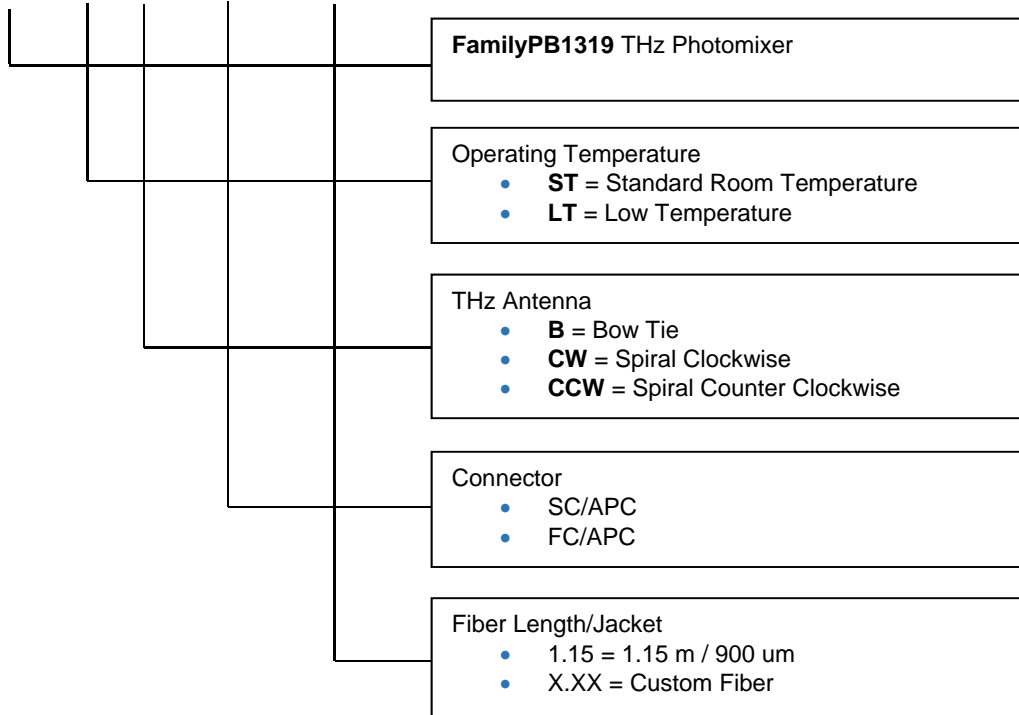 FamilyPB1319 THz Photomixer
Operating Temperature
• ST = Standard Room Temperature
• LT = Low Temperature
THz Antenna
• B = Bow Tie
• CW = Spiral Clockwise
• CCW = Spiral Counter Clockwise
Connector
• SC/APC
• FC/APC
Fiber Length/Jacket
• 1.15 = 1.15 m / 900 um
• X.XX = Custom Fiber